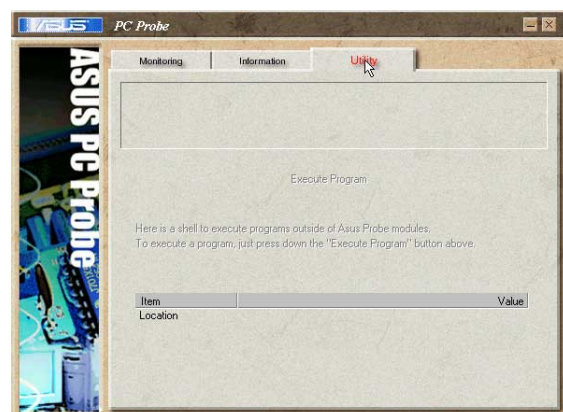 /ISUS PC Probe
ASUS PC Probe
Monitoring Information Utility
Execute Program
Here is a shell to execute programs outside of Asus Probe modules.
To execute a program, just press down the "Execute Program" button above.
Item Value
Location